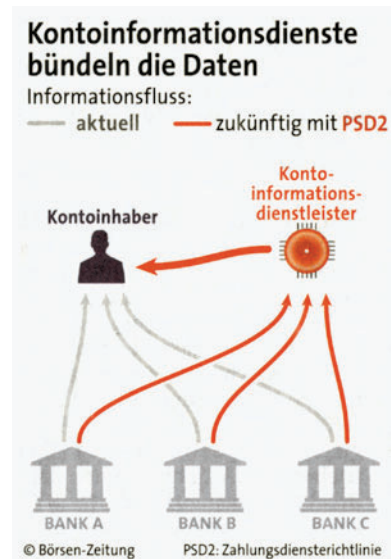 Kontoinformationsdienste
bündeln die Daten
Informationsfluss:
aktuell zukünftig mit PSD2
Konto-
informations-
dienstleister
Kontoinhaber
BANK A BANK B BANK C
© Börsen-Zeitung PSD2: Zahlungsdiensterichtlinie